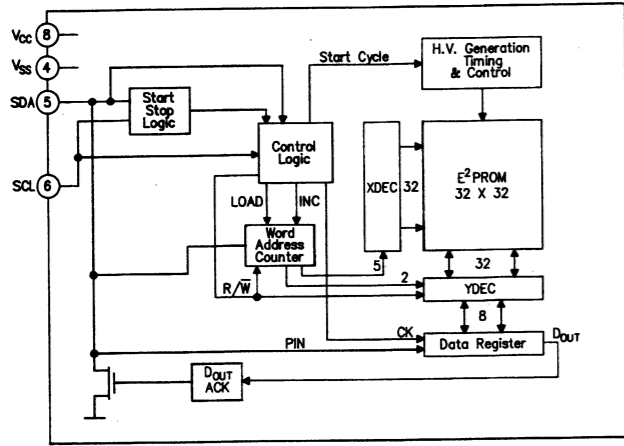 VCC 8
VSS 4
SDA 5
SCL 6
Start
Stop
Logic
Start Cycle
H.V. Generation
Timing
& Control
Control
Logic
XDEC
32
E²PROM
32 X 32
LOAD
INC
Word
Address
Counter
R/W̅
5
2
32
YDEC
8
CK
PIN
Data Register
DOUT
DOUT
ACK